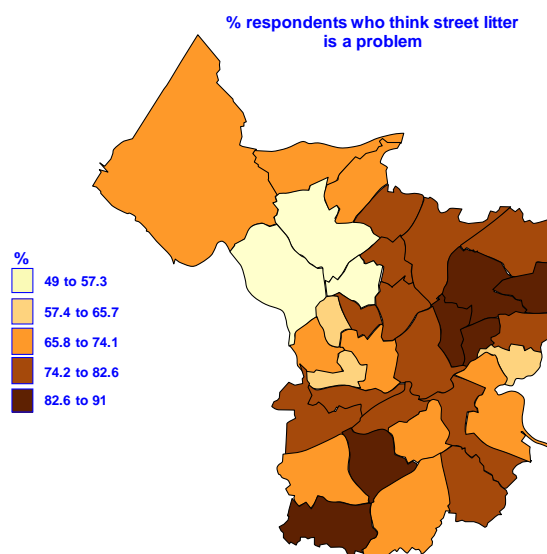 % respondents who think street litter
is a problem
%
49 to 57.3
57.4 to 65.7
65.8 to 74.1
74.2 to 82.6
82.6 to 91